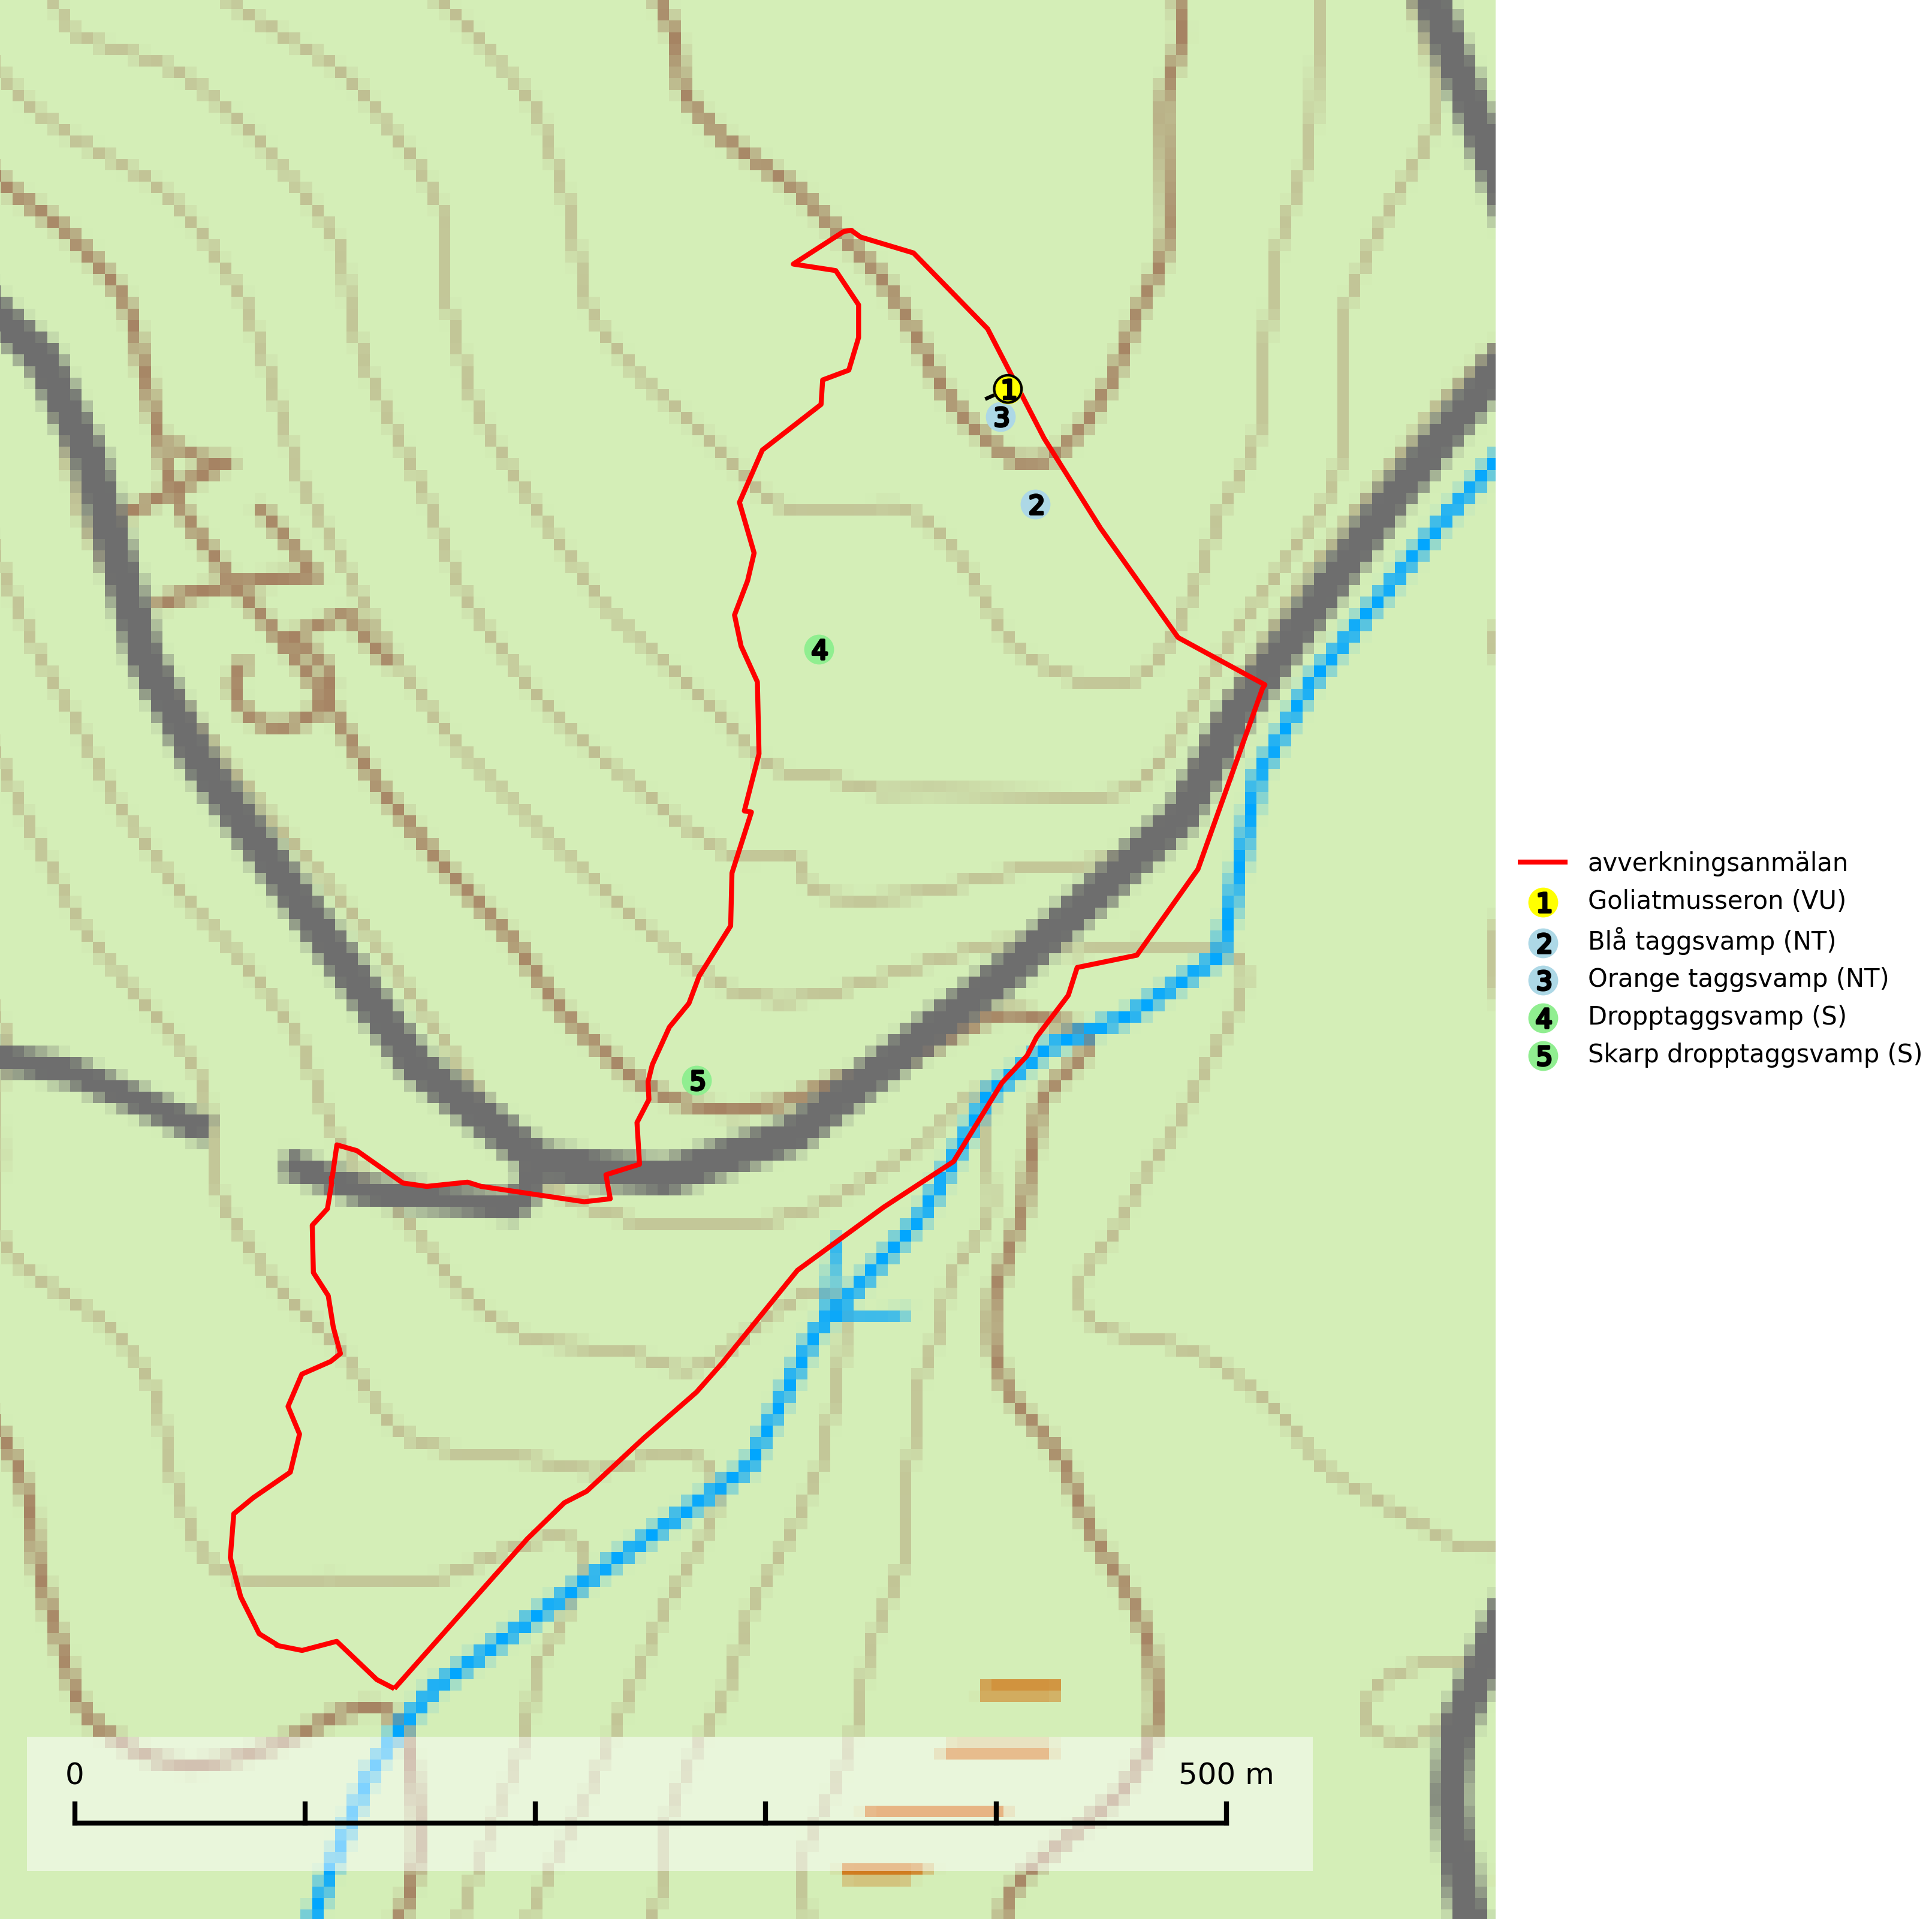 1
3
2
4
5
avverkningsanmälan
1 Goliatmusseron (VU)
2 Blå taggsvamp (NT)
3 Orange taggsvamp (NT)
4 Dropptaggsvamp (S)
5 Skarp dropptaggsvamp (S)
0 500 m